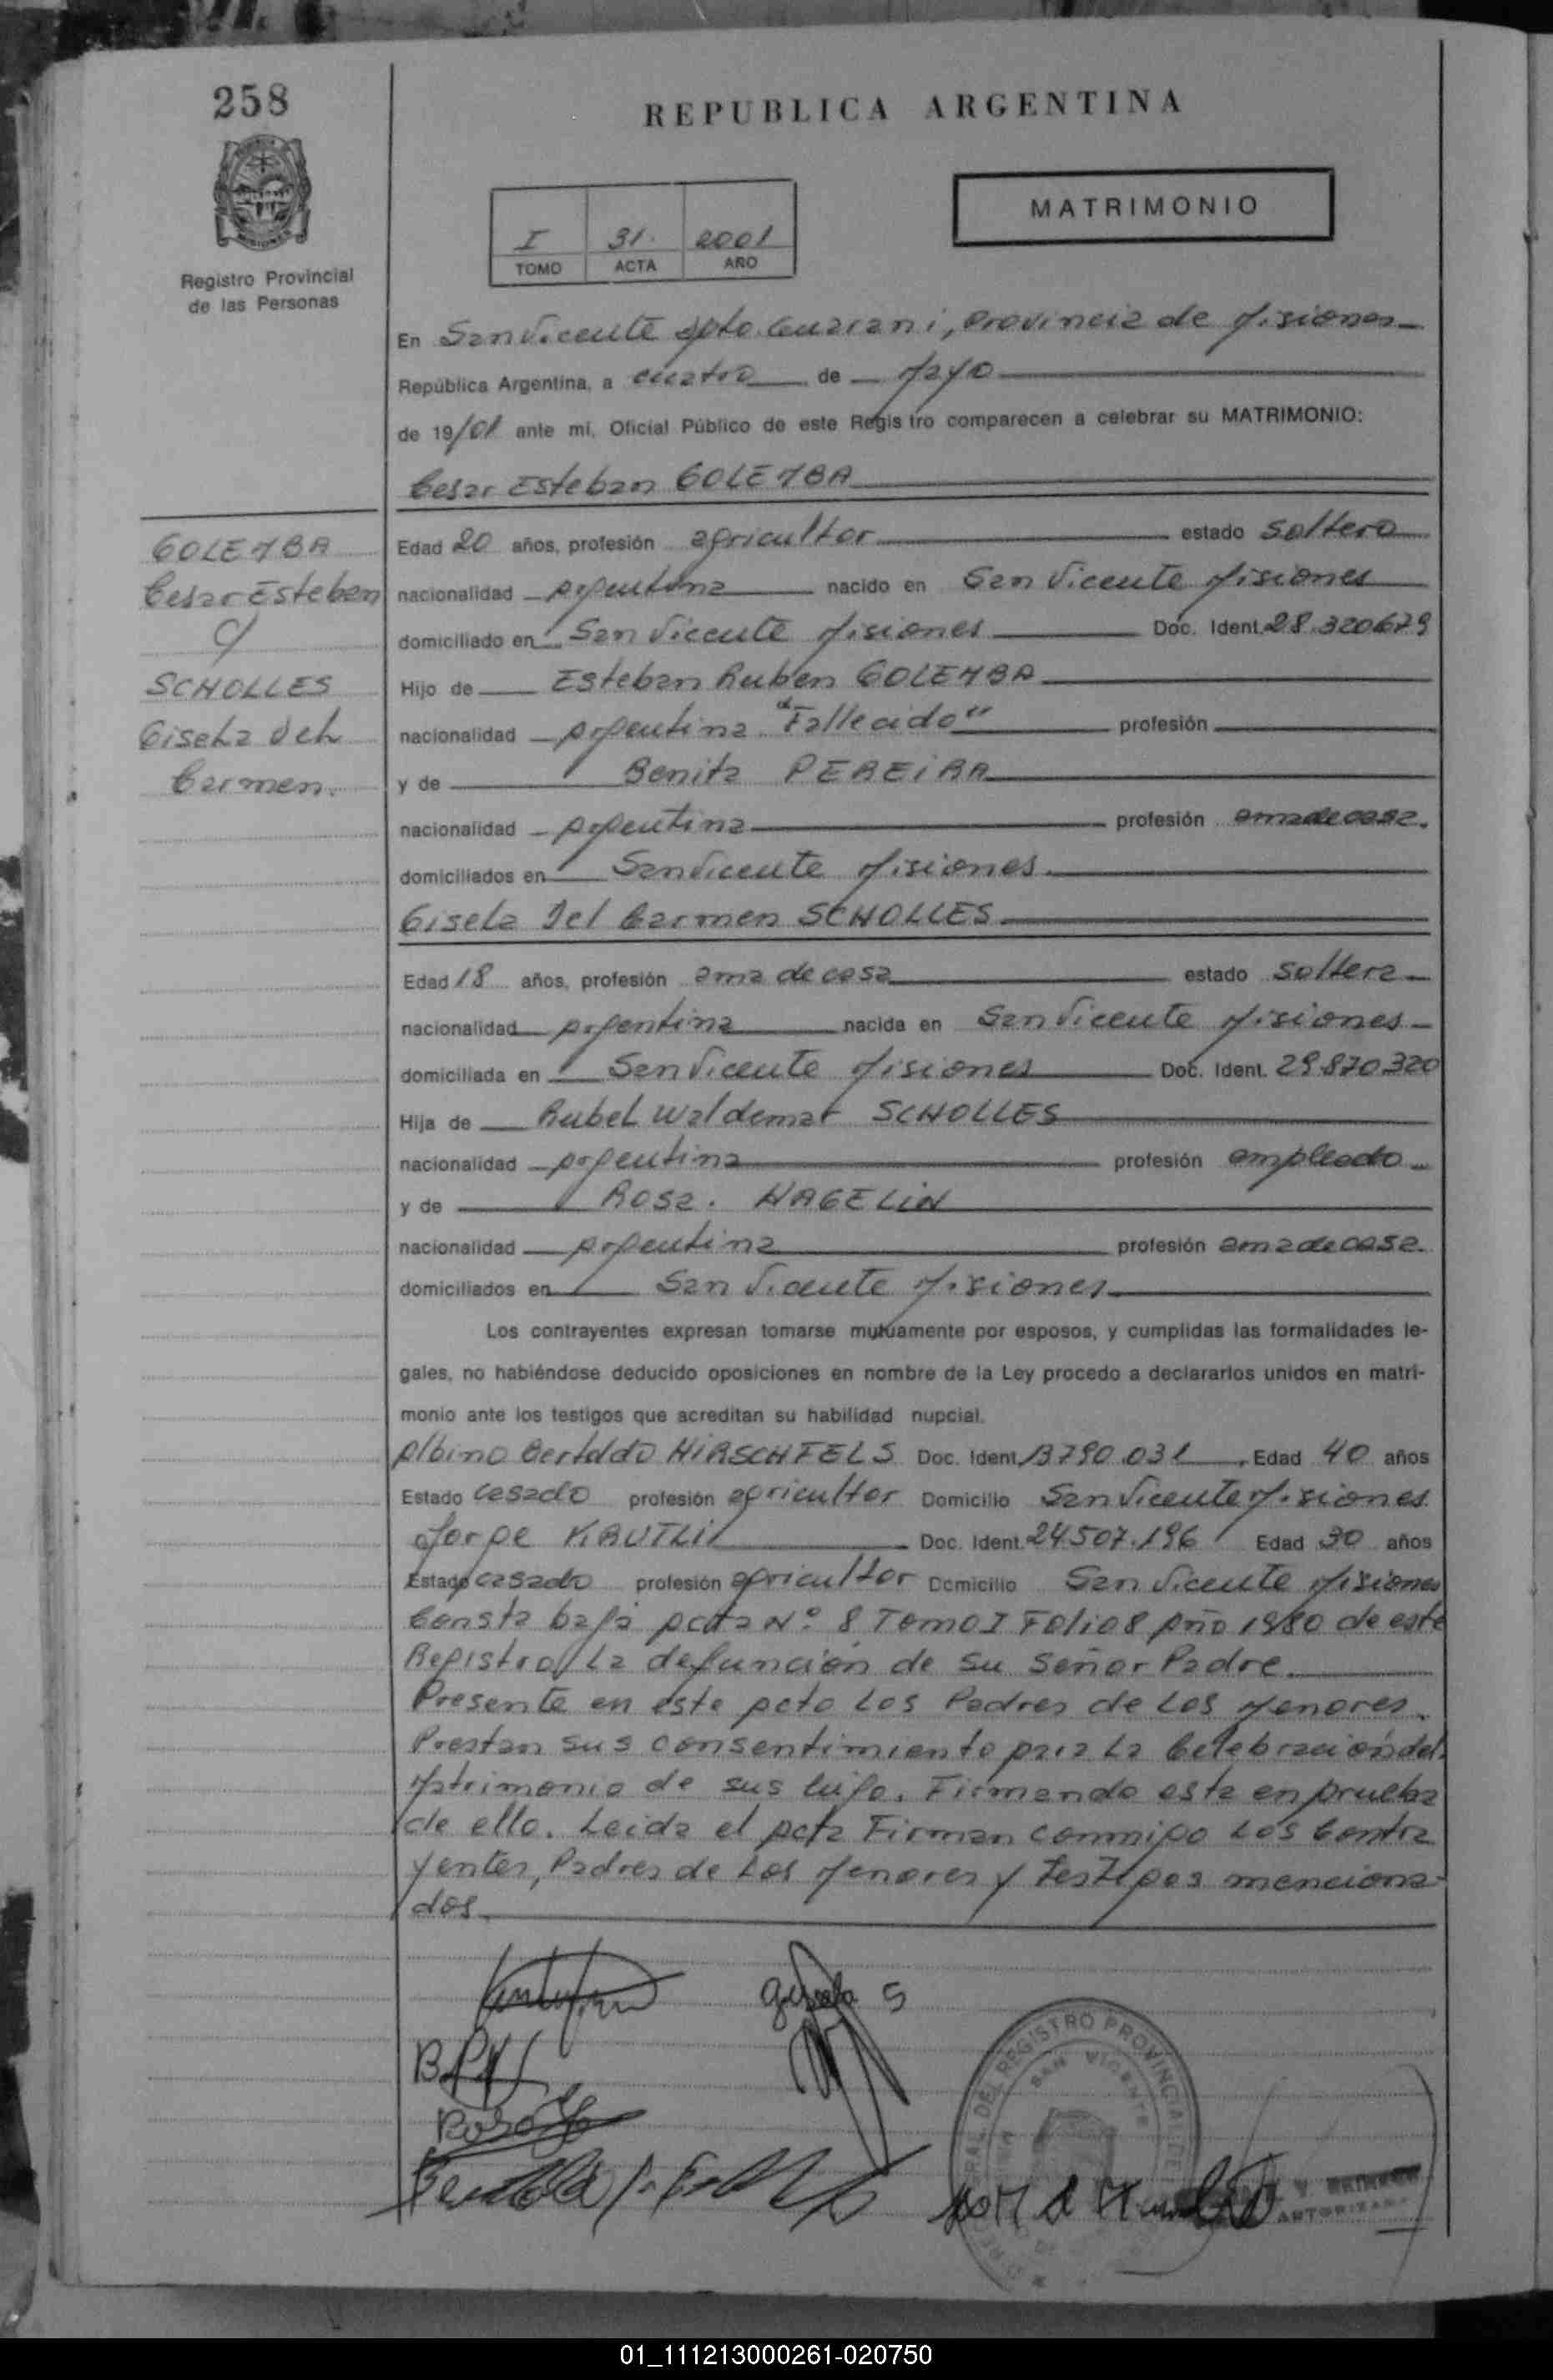 258
REPUBLICA ARGENTINA
MATRIMONIO
I 31. 2001
TOMO ACTA AÑO
Registro Provincial
de las Personas
En San Vicente Dpto. Guarani, Provincia de Misiones
República Argentina, a cuatro de Mayo
de 19/01 ante mí, Oficial Público de este Registro comparecen a celebrar su MATRIMONIO:
Cesar Esteban GOLEMBA
GOLEMBA
Cesar Esteban
c/
SCHOLLES
Gisela Del
Carmen.
Edad 20 años, profesión agricultor estado soltero
nacionalidad Argentina nacido en San Vicente Misiones
domiciliado en San Vicente Misiones Doc. Ident. 28.320679
Hijo de Esteban Ruben GOLEMBA
nacionalidad Argentina "Fallecido" profesión
y de Benita PEREIRA
nacionalidad Argentina profesión ama de casa.
domiciliados en San Vicente Misiones
Gisela Del Carmen SCHOLLES
Edad 18 años, profesión ama de casa estado soltera
nacionalidad Argentina nacida en San Vicente Misiones
domiciliada en San Vicente Misiones Doc. Ident. 29.870.320
Hija de Rubel Waldemar SCHOLLES
nacionalidad Argentina profesión empleado
y de Rosa. HAGELIN
nacionalidad Argentina profesión ama de casa.
domiciliados en San Vicente Misiones
Los contrayentes expresan tomarse mutuamente por esposos, y cumplidas las formalidades le-
gales, no habiéndose deducido oposiciones en nombre de la Ley procedo a declararlos unidos en matri-
monio ante los testigos que acreditan su habilidad nupcial.
Albino Bertoldo HIRSCHFELS Doc. Ident. 13790.031, Edad 40 años
Estado casado profesión agricultor Domicilio San Vicente Misiones
Jorge KRUTLI Doc. Ident. 24.507.196 Edad 30 años
Estado casado profesión agricultor Domicilio San Vicente Misiones
Consta bajo Acta Nº 8 Tomo I Folio 8 Año 1980 de este
Registro la defunción de su Señor Padre.
Presente en este Acto Los Padres de Los Menores.
Prestan sus consentimiento para La Celebración del
Matrimonio de sus hijo. Firmando esta en prueba
de ello. Leida el Acta Firman conmigo Los Contra
yentes, Padres de Los Menores y Testigos menciona-
dos.
Gisela S
REGISTRO PROVINCIAL DE
SAN VICENTE
01_111213000261-020750